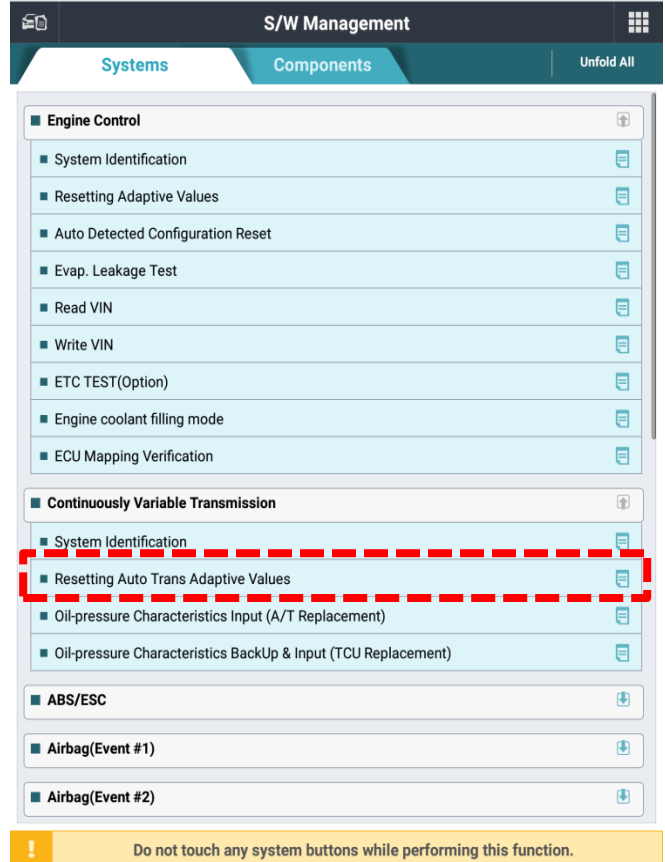 S/W Management
Systems
Components
Unfold All
Engine Control
System Identification
Resetting Adaptive Values
Auto Detected Configuration Reset
Evap. Leakage Test
Read VIN
Write VIN
ETC TEST(Option)
Engine coolant filling mode
ECU Mapping Verification
Continuously Variable Transmission
System Identification
Resetting Auto Trans Adaptive Values
Oil-pressure Characteristics Input (A/T Replacement)
Oil-pressure Characteristics BackUp & Input (TCU Replacement)
ABS/ESC
Airbag(Event #1)
Airbag(Event #2)
! Do not touch any system buttons while performing this function.